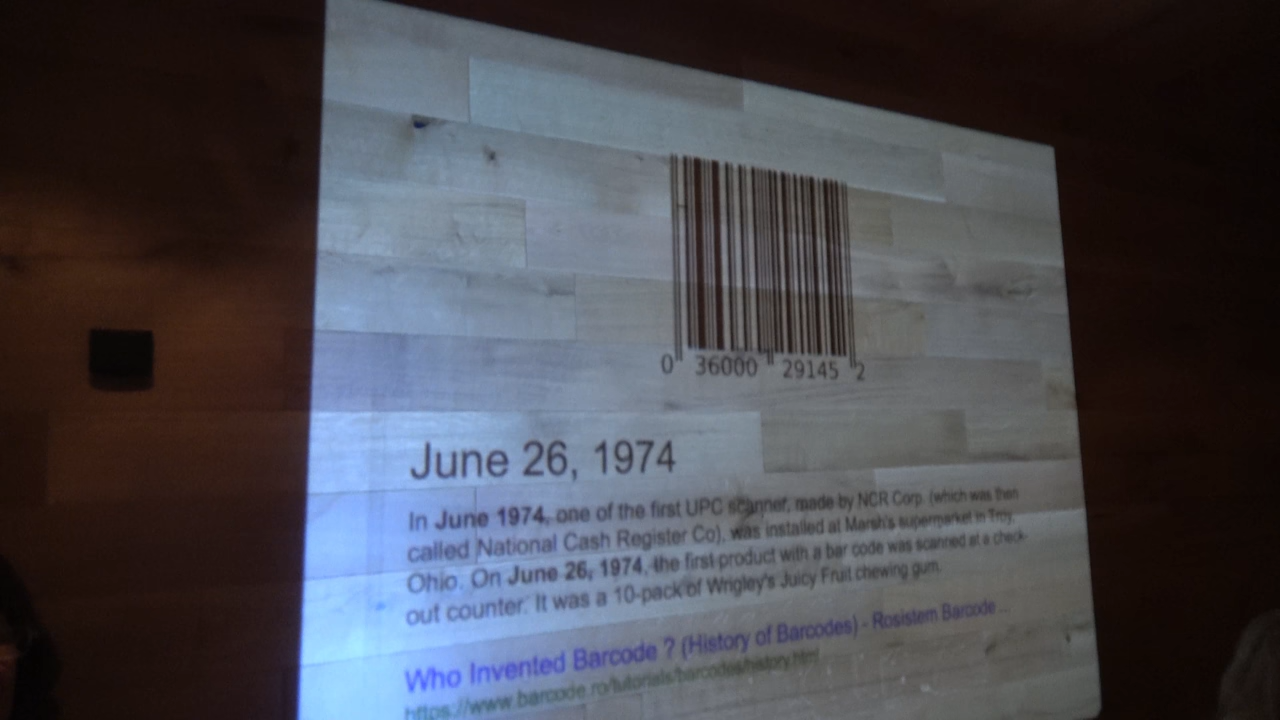 0 36000 29145 2
June 26, 1974
In June 1974, one of the first UPC scanner, made by NCR Corp. (which was then
called National Cash Register Co), was installed at Marsh's supermarket in Troy,
Ohio. On June 26, 1974, the first product with a bar code was scanned at a check-
out counter. It was a 10-pack of Wrigley's Juicy Fruit chewing gum.
Who Invented Barcode ? (History of Barcodes) - Rosistem Barcode ...
https://www.barcode.ro/tutorials/barcodes/history.html